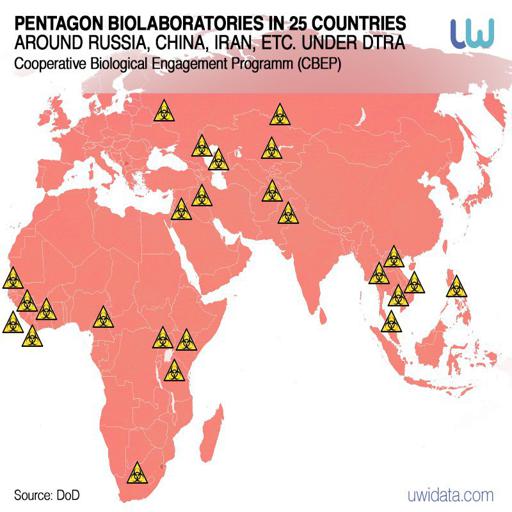 PENTAGON BIOLABORATORIES IN 25 COUNTRIES
AROUND RUSSIA, CHINA, IRAN, ETC. UNDER DTRA
Cooperative Biological Engagement Programm (CBEP)
uw
Source: DoD
uwidata.com